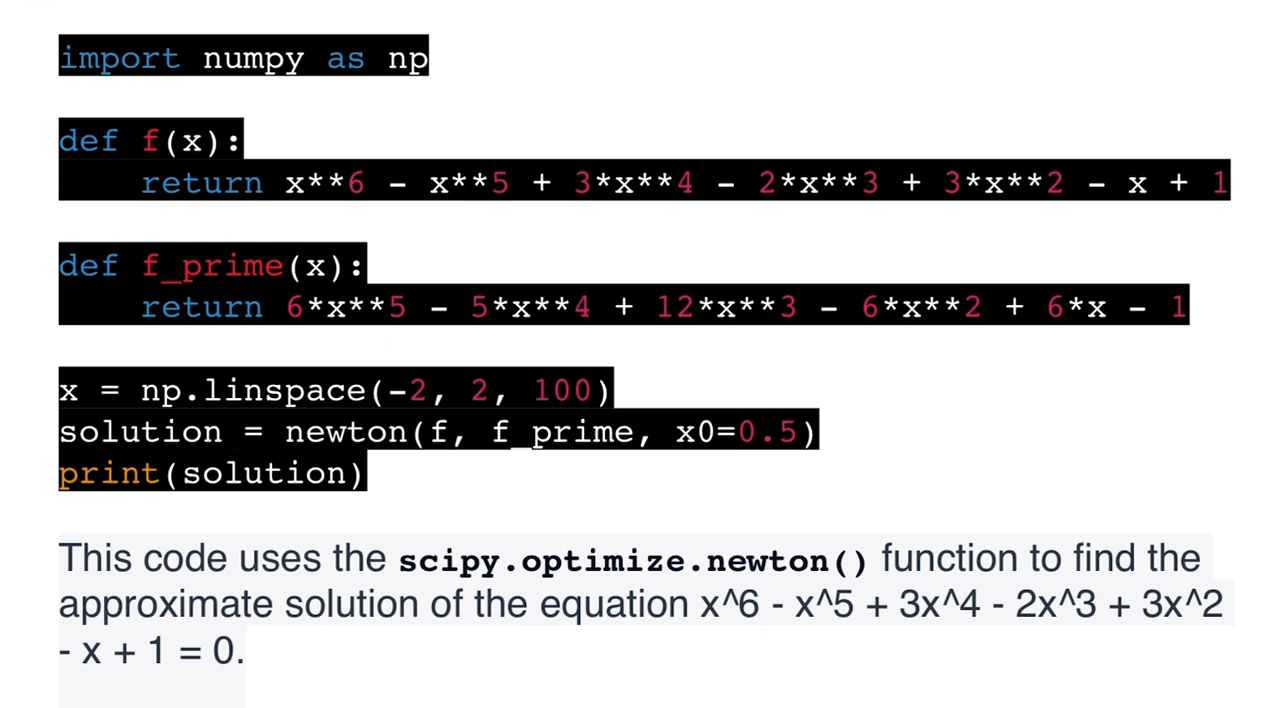 import numpy as np
def f(x):
    return x**6 - x**5 + 3*x**4 - 2*x**3 + 3*x**2 - x + 1
def f_prime(x):
    return 6*x**5 - 5*x**4 + 12*x**3 - 6*x**2 + 6*x - 1
x = np.linspace(-2, 2, 100)
solution = newton(f, f_prime, x0=0.5)
print(solution)
This code uses the scipy.optimize.newton() function to find the
approximate solution of the equation x^6 - x^5 + 3x^4 - 2x^3 + 3x^2
- x + 1 = 0.